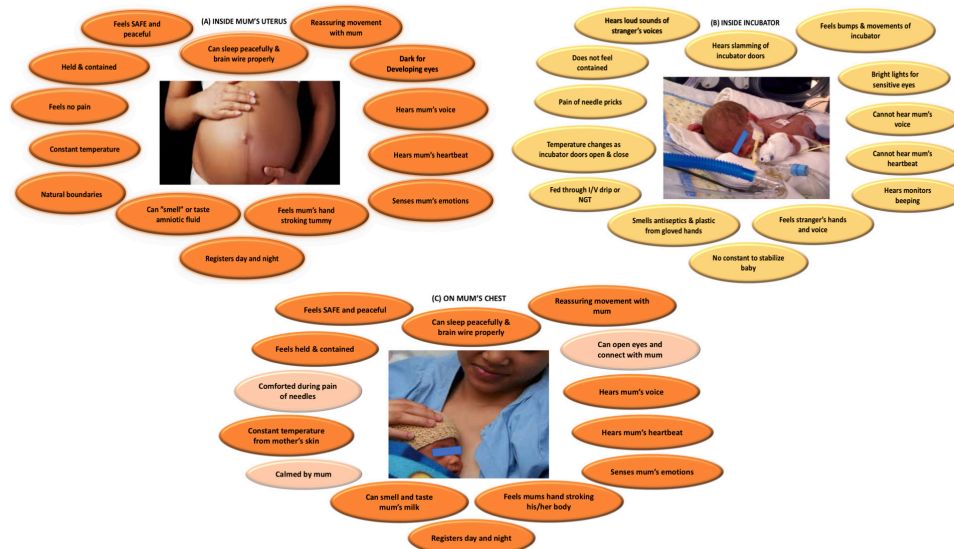 (A) INSIDE MUM'S UTERUS
Feels SAFE and
peaceful
Can sleep peacefully &
brain wire properly
Reassuring movement
with mum
Held & contained
Dark for
Developing eyes
Feels no pain
Hears mum's voice
Constant temperature
Hears mum's heartbeat
Natural boundaries
Senses mum's emotions
Can "smell" or taste
amniotic fluid
Feels mum's hand
stroking tummy
Registers day and night
(B) INSIDE INCUBATOR
Hears loud sounds of
stranger's voices
Hears slamming of
incubator doors
Feels bumps & movements of
incubator
Does not feel
contained
Bright lights for
sensitive eyes
Pain of needle pricks
Cannot hear mum's
voice
Temperature changes as
incubator doors open & close
Cannot hear mum's
heartbeat
Fed through I/V drip or
NGT
Hears monitors
beeping
Smells antiseptics & plastic
from gloved hands
Feels stranger's hands
and voice
No constant to stabilize
baby
(C) ON MUM'S CHEST
Feels SAFE and peaceful
Can sleep peacefully &
brain wire properly
Reassuring movement with
mum
Feels held & contained
Can open eyes and
connect with mum
Comforted during pain
of needles
Hears mum's voice
Constant temperature
from mother's skin
Hears mum's heartbeat
Calmed by mum
Senses mum's emotions
Can smell and taste
mum's milk
Feels mums hand stroking
his/her body
Registers day and night